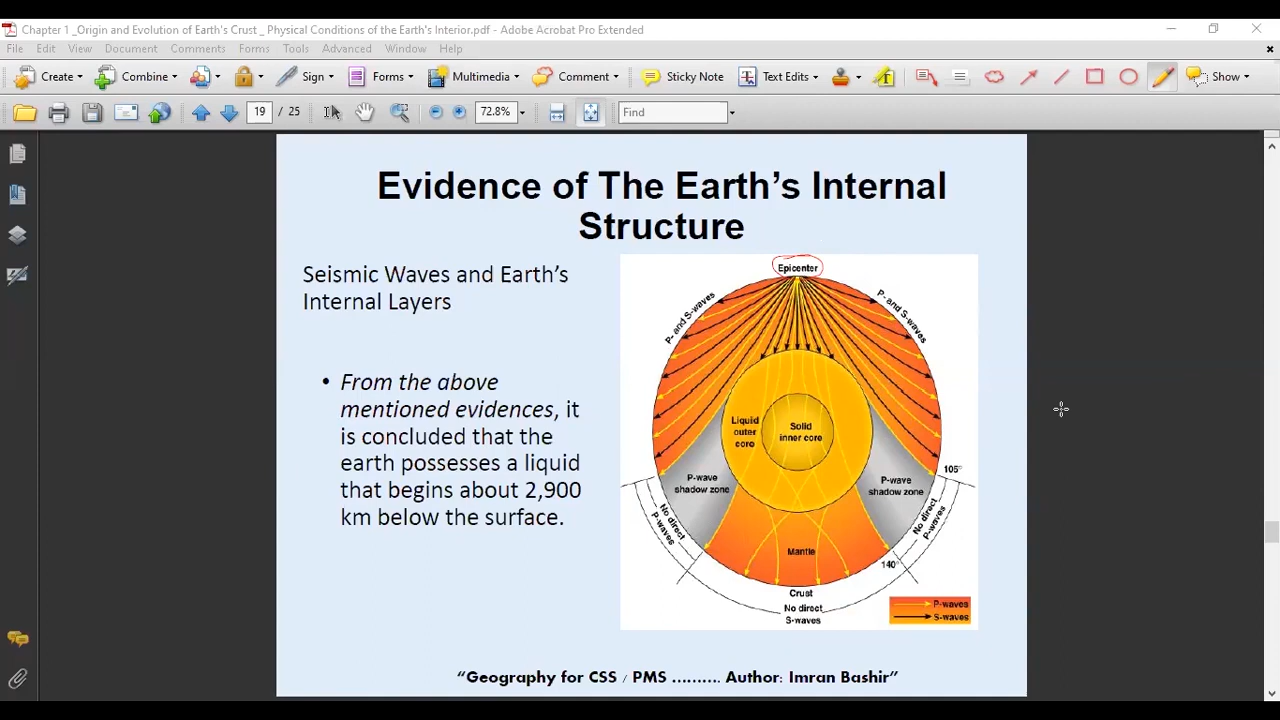 Chapter 1 _Origin and Evolution of Earth's Crust _ Physical Conditions of the Earth's Interior.pdf - Adobe Acrobat Pro Extended
File Edit View Document Comments Forms Tools Advanced Window Help
Create Combine Sign Forms Multimedia Comment Sticky Note Text Edits Show
19 / 25 72.8% Find
Evidence of The Earth's Internal
Structure
Seismic Waves and Earth's
Internal Layers
• From the above
mentioned evidences, it
is concluded that the
earth possesses a liquid
that begins about 2,900
km below the surface.
Epicenter
P- and S-waves
P- and S-waves
Liquid
outer
core
Solid
inner core
P-wave
shadow zone
P-wave
shadow zone
105°
No direct
P-waves
No direct
P-waves
Mantle
140°
Crust
No direct
S-waves
P-waves
S-waves
"Geography for CSS / PMS ......... Author: Imran Bashir"